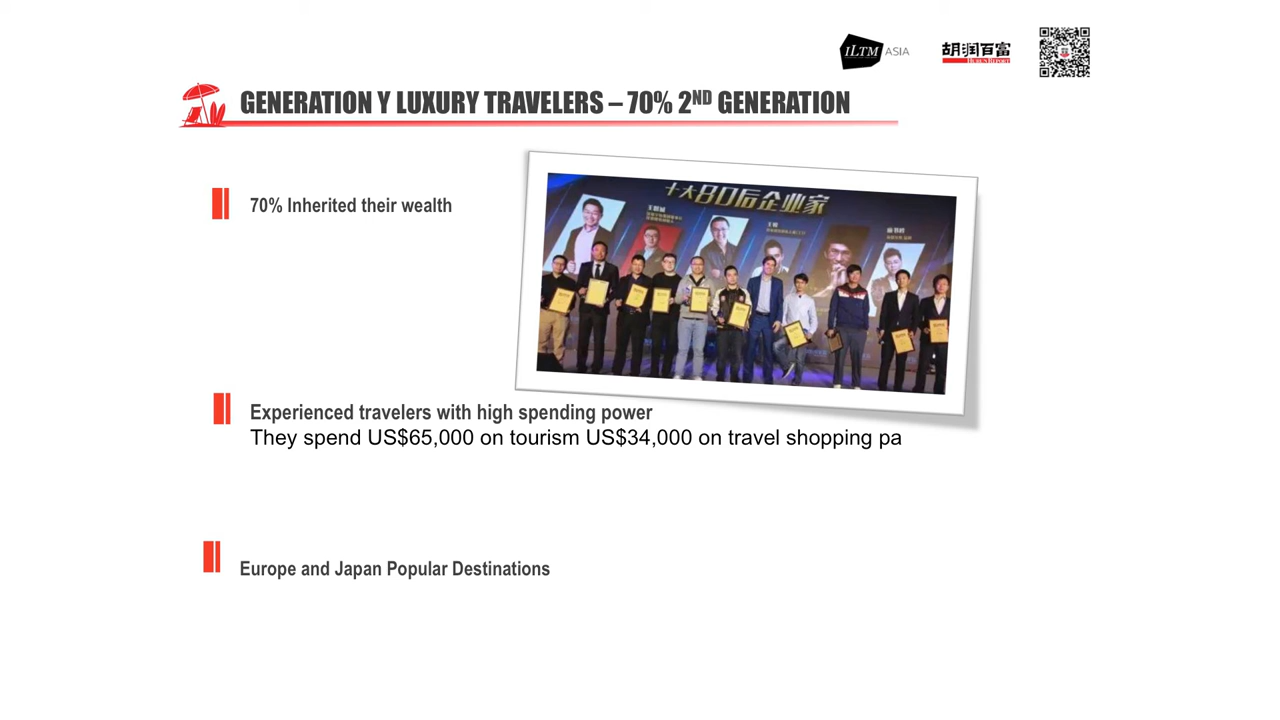 ILTM ASIA
胡润百富
HURUN REPORT
GENERATION Y LUXURY TRAVELERS – 70% 2ND GENERATION
70% Inherited their wealth
十大80后企业家
Experienced travelers with high spending power
They spend US$65,000 on tourism US$34,000 on travel shopping pa
Europe and Japan Popular Destinations